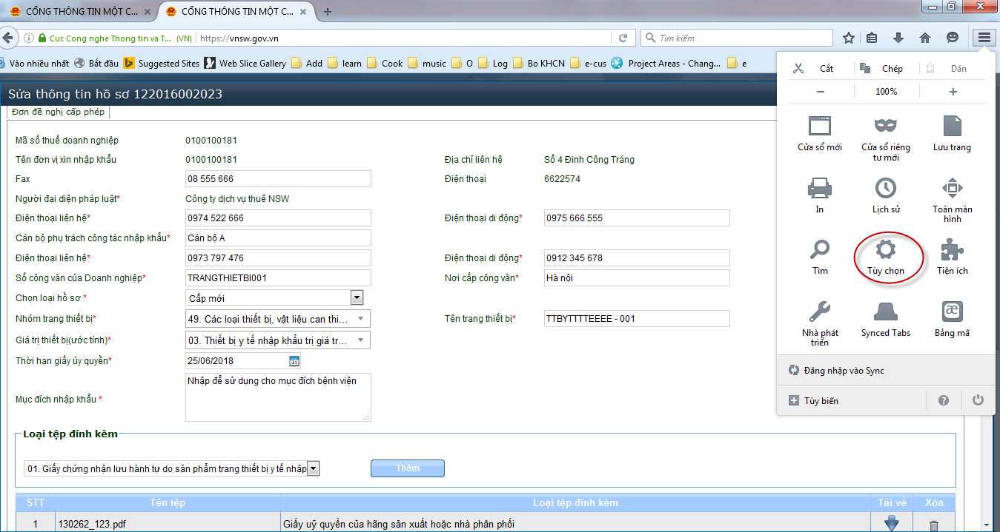 CỔNG THÔNG TIN MỘT C... CỔNG THÔNG TIN MỘT C...
Cuc Cong nghe Thong tin va T... (VN) https://vnsw.gov.vn Tìm kiếm
Vào nhiều nhất Bắt đầu Suggested Sites Web Slice Gallery Add learn Cook music O Log Bo KHCN e-cus Project Areas - Chang... e
Cắt Chép Dán
100%
Cửa sổ mới Cửa sổ riêng tư mới Lưu trang
In Lịch sử Toàn màn hình
Tìm Tùy chọn Tiện ích
Nhà phát triển Synced Tabs Bảng mã
Đăng nhập vào Sync
Tùy biến
Sửa thông tin hồ sơ 122016002023
Đơn đề nghị cấp phép
Mã số thuế doanh nghiệp 0100100181
Tên đơn vị xin nhập khẩu 0100100181 Địa chỉ liên hệ Số 4 Đinh Công Tráng
Fax 08 555 666 Điện thoại 6622574
Người đại diện pháp luật* Công ty dịch vụ thuê NSW
Điện thoại liên hệ* 0974 522 666 Điện thoại di động* 0975 666 555
Cán bộ phụ trách công tác nhập khẩu* Cán bộ A
Điện thoại liên hệ* 0973 797 476 Điện thoại di động* 0912 345 678
Số công văn của Doanh nghiệp* TRANGTHIETBI001 Nơi cấp công văn* Hà nội
Chọn loại hồ sơ * Cấp mới
Nhóm trang thiết bị* 49. Các loại thiết bị, vật liệu can thi... Tên trang thiết bị* TTBYTTTTEEEE - 001
Giá trị thiết bị(ước tính)* 03. Thiết bị y tế nhập khẩu trị giá tr...
Thời hạn giấy ủy quyền* 25/06/2018
Mục đích nhập khẩu * Nhập để sử dụng cho mục đích bệnh viện
Loại tệp đính kèm
01. Giấy chứng nhận lưu hành tự do sản phẩm trang thiết bị y tế nhập Thêm
STT Tên tệp Loại tệp đính kèm Tải về Xóa
1 130262_123.pdf Giấy uỷ quyền của hãng sản xuất hoặc nhà phân phối